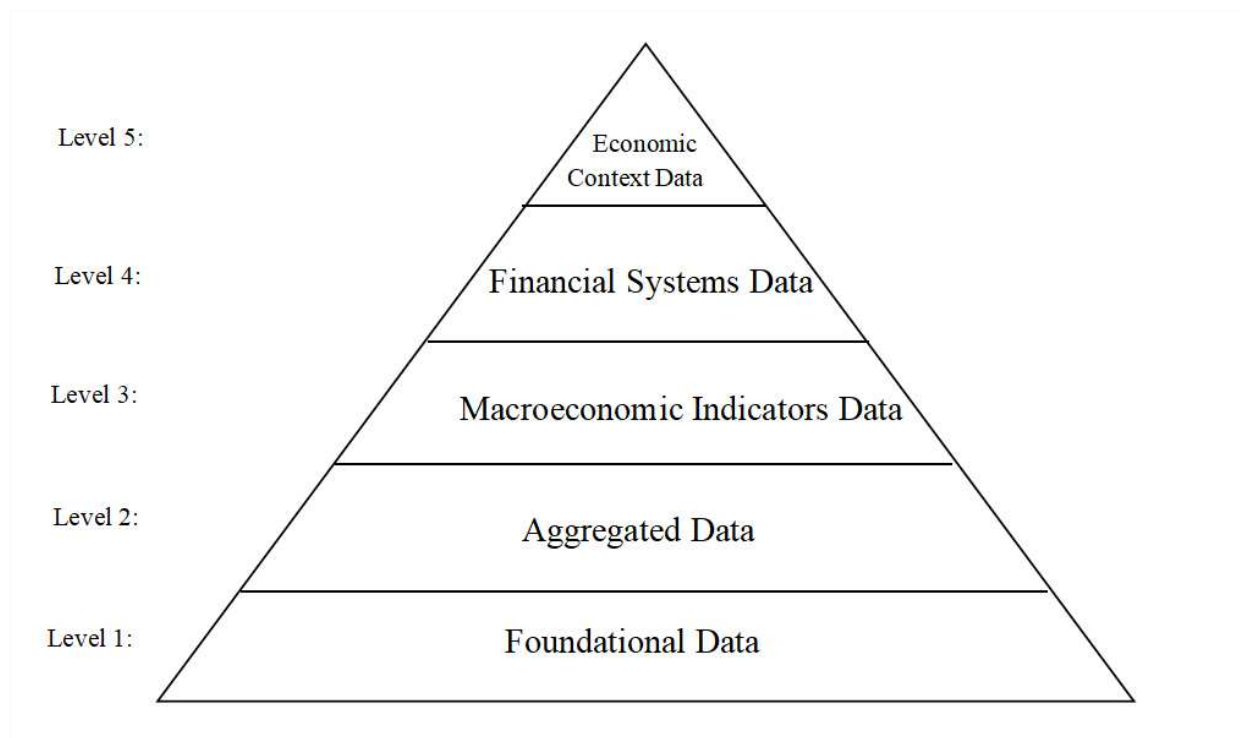 Level 5:
Economic
Context Data
Level 4:
Financial Systems Data
Level 3:
Macroeconomic Indicators Data
Level 2:
Aggregated Data
Level 1:
Foundational Data